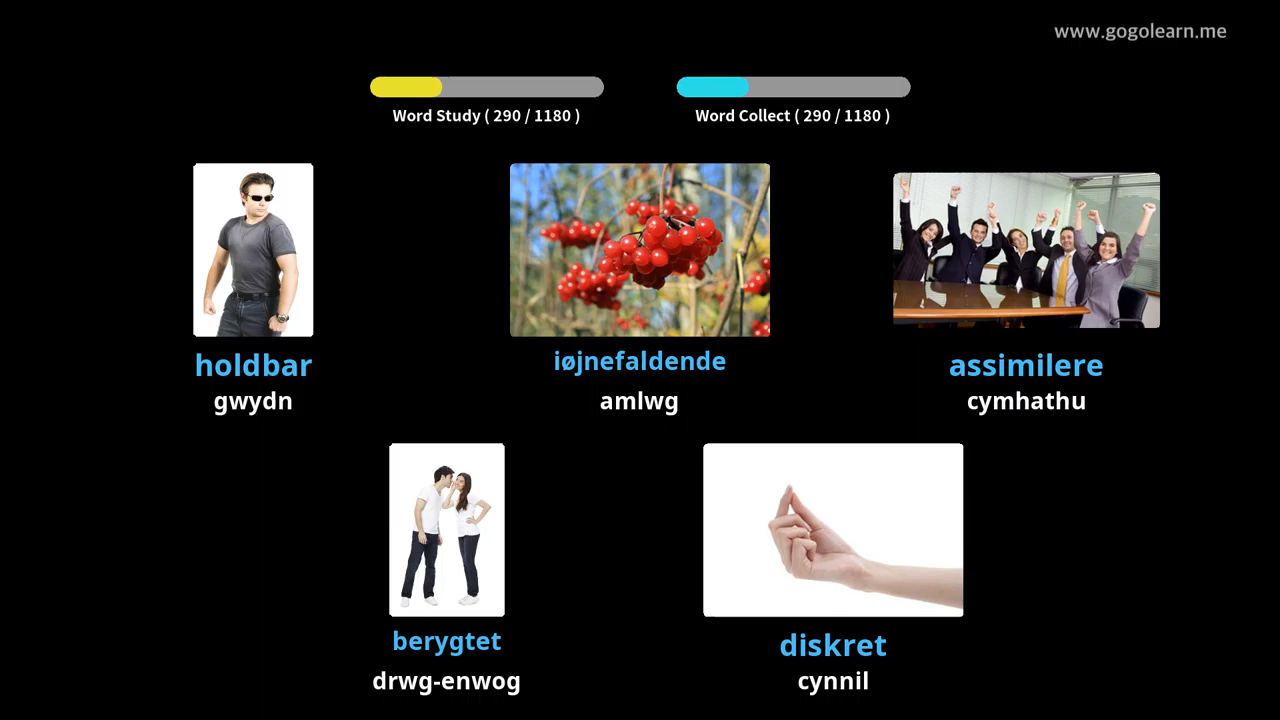 www.gogolearn.me
Word Study ( 290 / 1180 )
Word Collect ( 290 / 1180 )
holdbar
gwydn
iøjnefaldende
amlwg
assimilere
cymhathu
berygtet
drwg-enwog
diskret
cynnil